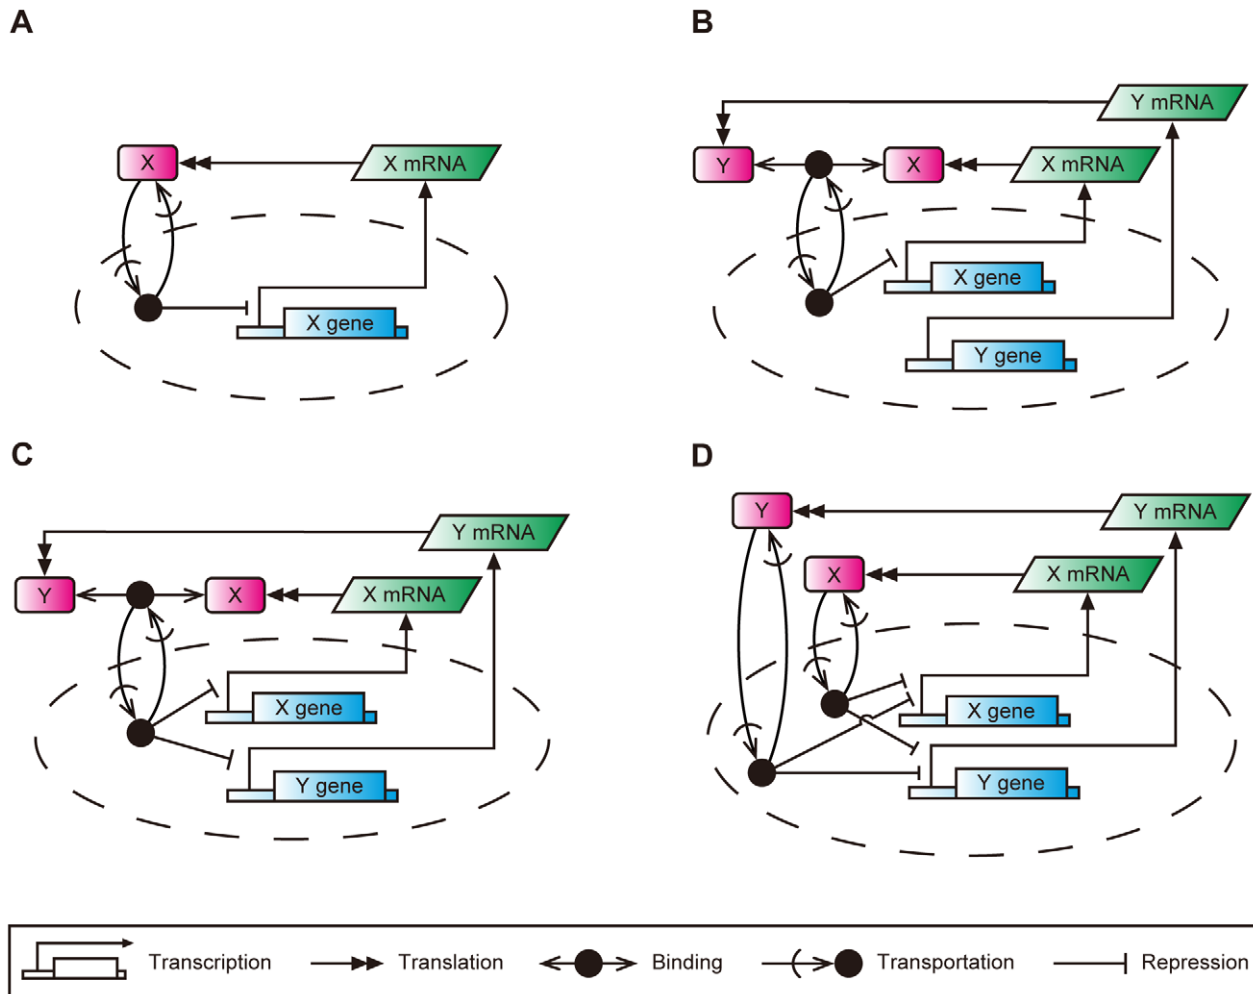 A
X
X mRNA
X gene
B
Y mRNA
Y
X
X mRNA
X gene
Y gene
C
Y mRNA
Y
X
X mRNA
X gene
Y gene
D
Y
Y mRNA
X
X mRNA
X gene
Y gene
Transcription
Translation
Binding
Transportation
Repression